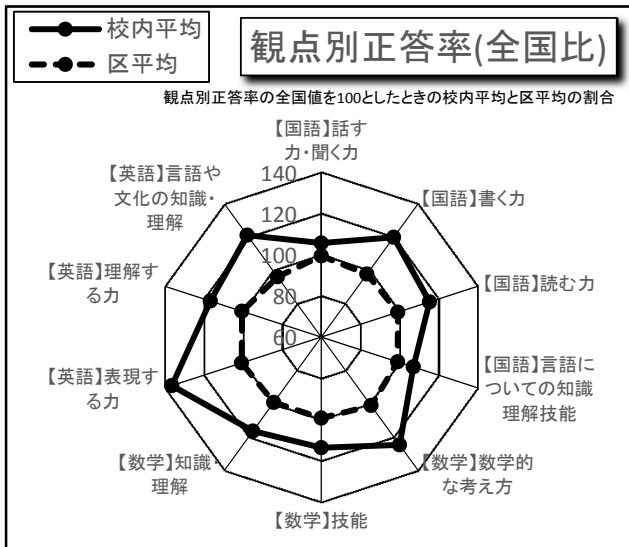 校内平均
区平均
観点別正答率(全国比)
観点別正答率の全国値を100としたときの校内平均と区平均の割合
【国語】話す
力・聞く力
【国語】書く力
【国語】読む力
【国語】言語に
ついての知識
理解技能
【数学】数学的
な考え方
【数学】技能
【数学】知識・
理解
【英語】表現す
る力
【英語】理解す
る力
【英語】言語や
文化の知識・
理解
140
120
100
80
60